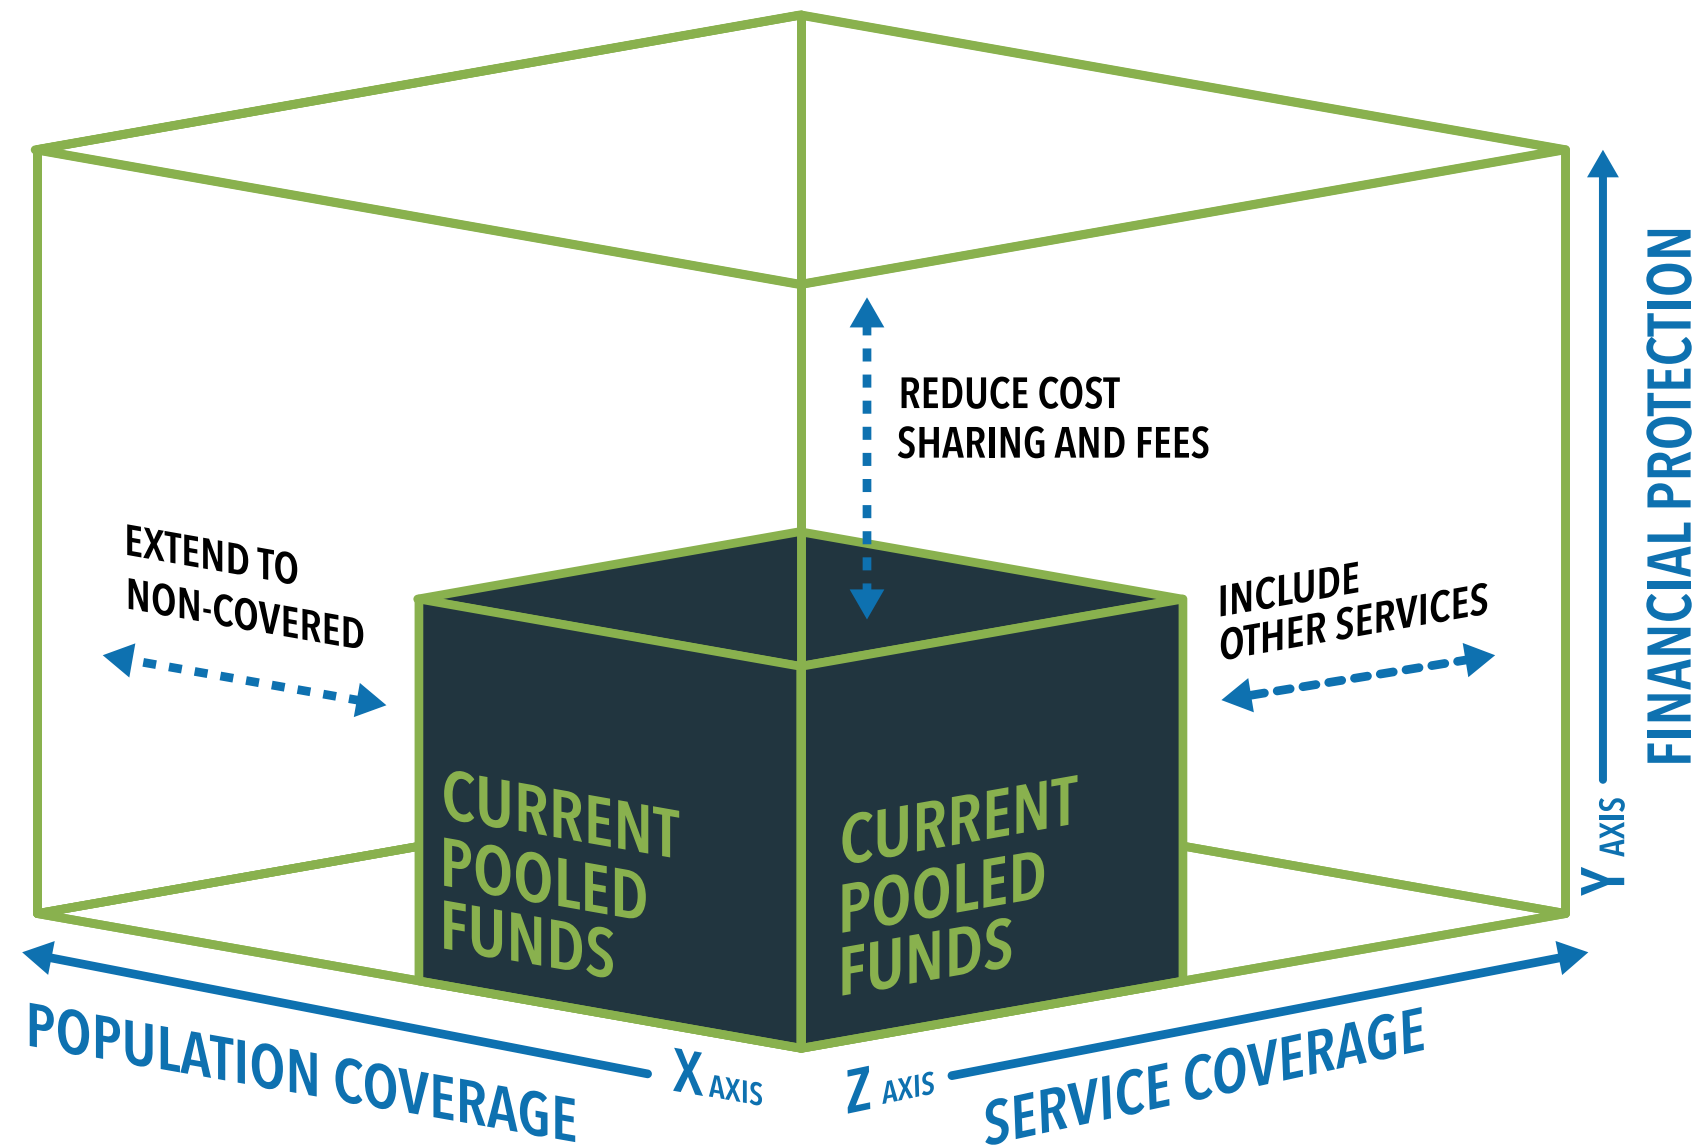 REDUCE COST
SHARING AND FEES
EXTEND TO
NON-COVERED
INCLUDE
OTHER SERVICES
CURRENT
POOLED
FUNDS
CURRENT
POOLED
FUNDS
FINANCIAL PROTECTION
Y AXIS
POPULATION COVERAGE
X AXIS
Z AXIS
SERVICE COVERAGE